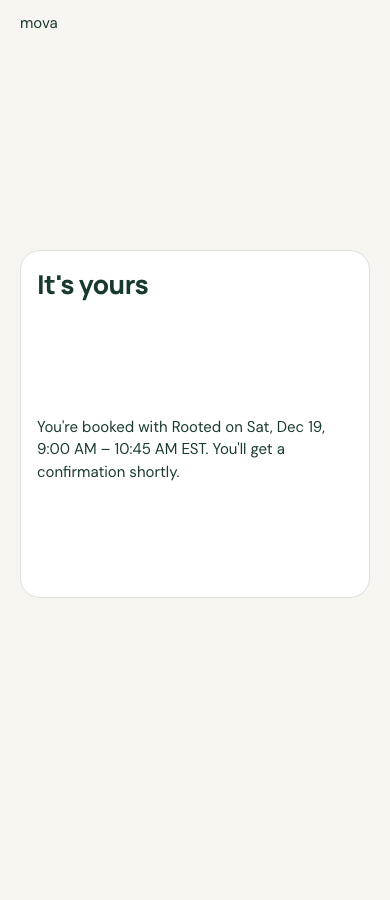 mova
It's yours
You're booked with Rooted on Sat, Dec 19,
9:00 AM – 10:45 AM EST. You'll get a
confirmation shortly.